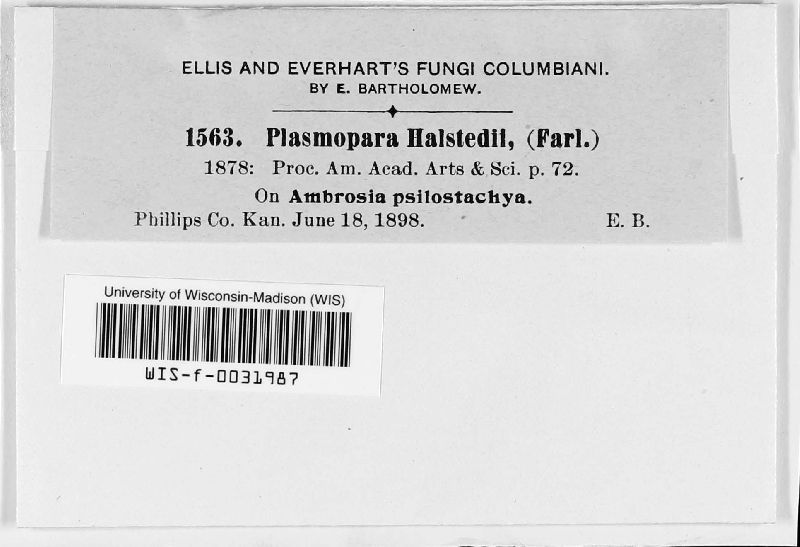 ELLIS AND EVERHART'S FUNGI COLUMBIANI.
BY E. BARTHOLOMEW.
1563. Plasmopara Halstedii, (Farl.)
1878: Proc. Am. Acad. Arts & Sci. p. 72.
On Ambrosia psilostachya.
Phillips Co. Kan. June 18, 1898. E. B.
University of Wisconsin-Madison (WIS)
WIS-f-0031987